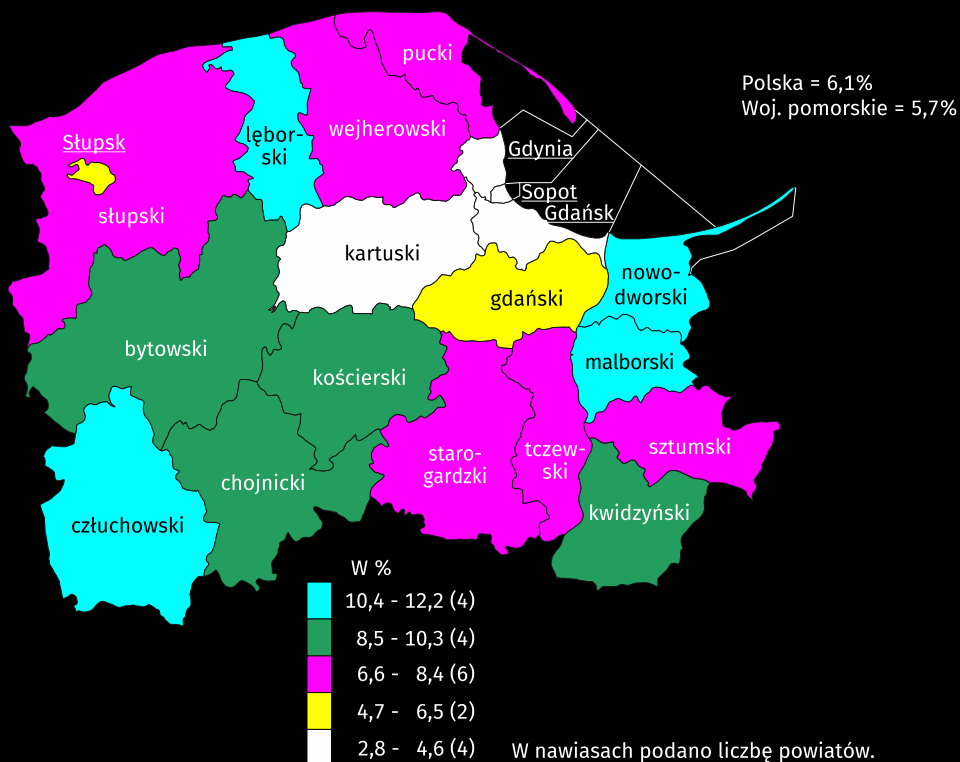 pucki
Polska = 6,1%
Woj. pomorskie = 5,7%
wejherowski
lębor-
ski
Słupsk
słupski
Gdynia
Sopot
Gdańsk
kartuski
nowo-
dworski
gdański
bytowski
kościerski
malborski
staro-
gardzki
tczew-
ski
sztumski
chojnicki
człuchowski
kwidzyński
W %
10,4 - 12,2 (4)
8,5 - 10,3 (4)
6,6 - 8,4 (6)
4,7 - 6,5 (2)
2,8 - 4,6 (4)
W nawiasach podano liczbę powiatów.